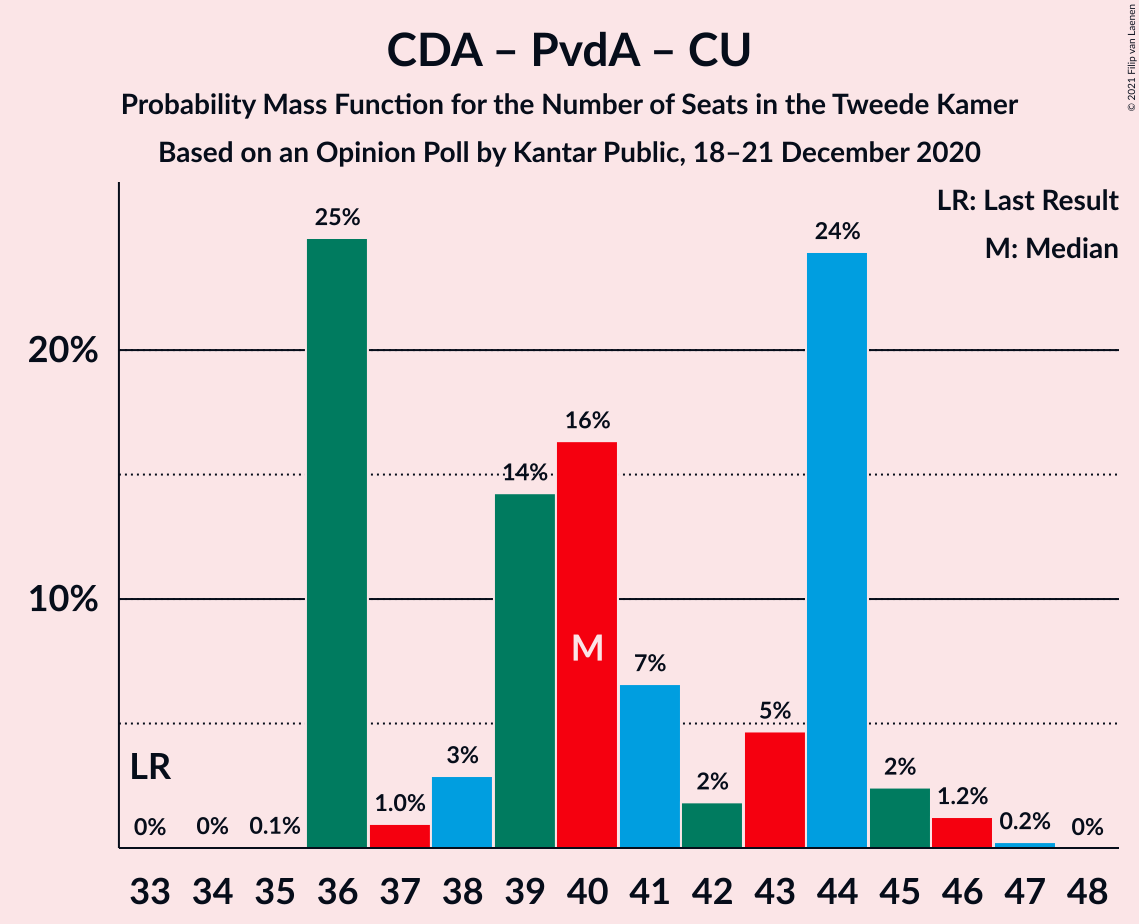 CDA – PvdA – CU
Probability Mass Function for the Number of Seats in the Tweede Kamer
Based on an Opinion Poll by Kantar Public, 18–21 December 2020
© 2021 Filip van Laenen
LR: Last Result
M: Median
20%
10%
LR
0%
0%
0.1%
25%
1.0%
3%
14%
16%
M
7%
2%
5%
24%
2%
1.2%
0.2%
0%
33 34 35 36 37 38 39 40 41 42 43 44 45 46 47 48